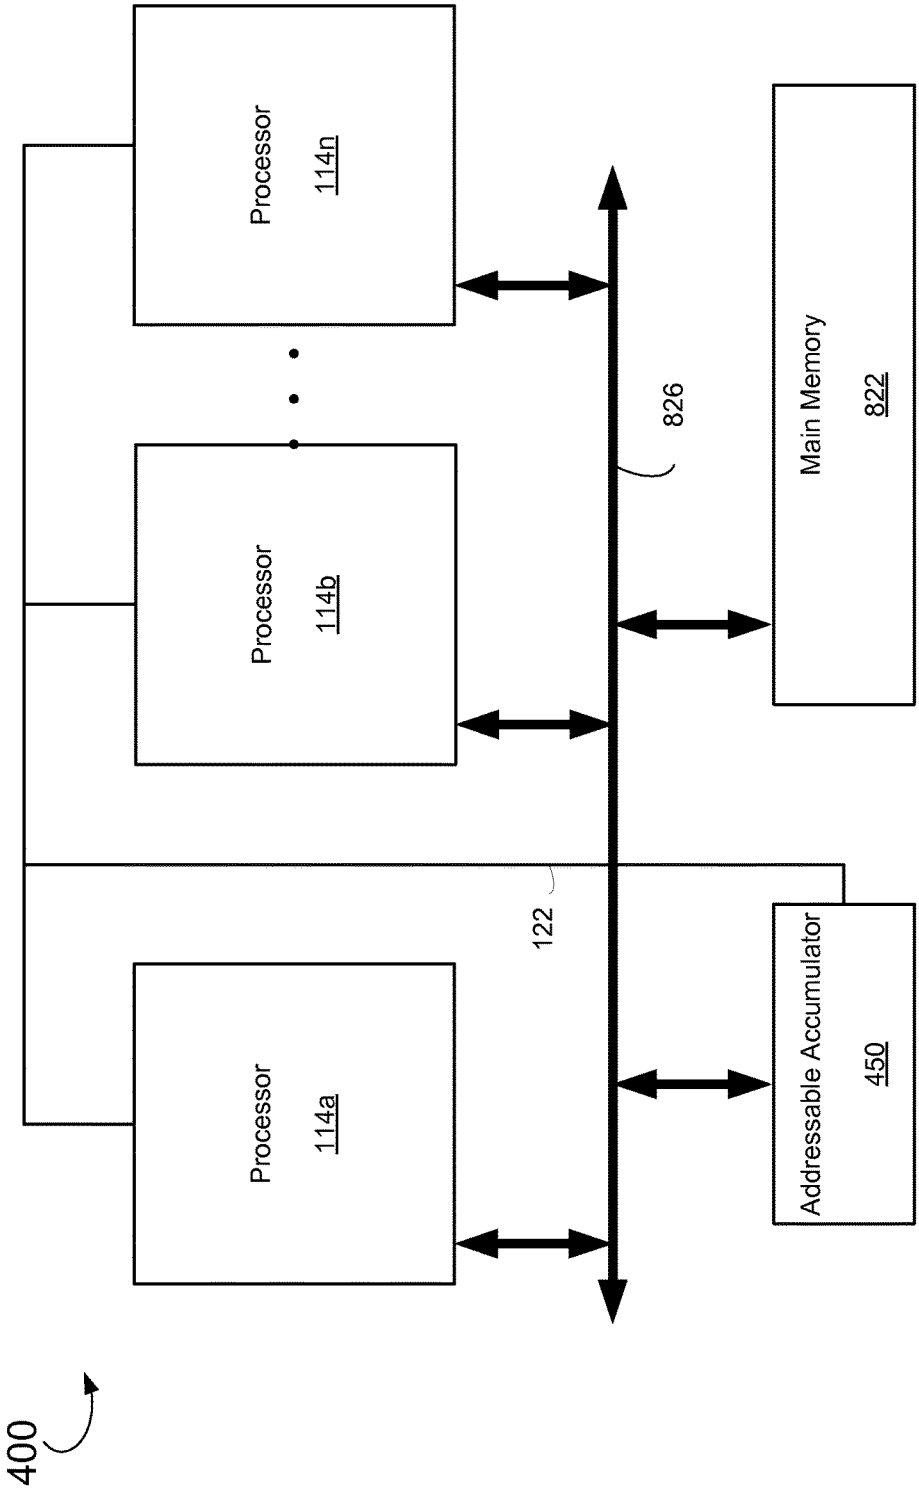 400
Processor
114a
Processor
114b
Processor
114n
122
826
Addressable Accumulator
450
Main Memory
822